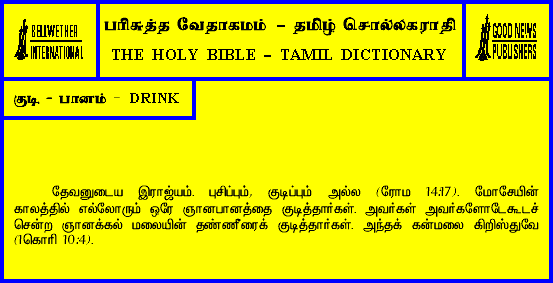 BELLWETHER
INTERNATIONAL
பரிசுத்த வேதாகமம் - தமிழ் சொல்லகராதி
THE HOLY BIBLE - TAMIL DICTIONARY
GOOD NEWS
PUBLISHERS
குடி - பானம் - DRINK
தேவனுடைய இராஜ்யம். புசிப்பும், குடிப்பும் அல்ல (ரோம 14:17). மோசேயின்
காலத்தில் எல்லோரும் ஒரே ஞானபானத்தை குடித்தார்கள். அவர்கள் அவர்களோடேகூடச்
சென்ற ஞானக்கல் மலையின் தண்ணீரைக் குடித்தார்கள். அந்தக் கன்மலை கிறிஸ்துவே
(1கொரி 10:4).